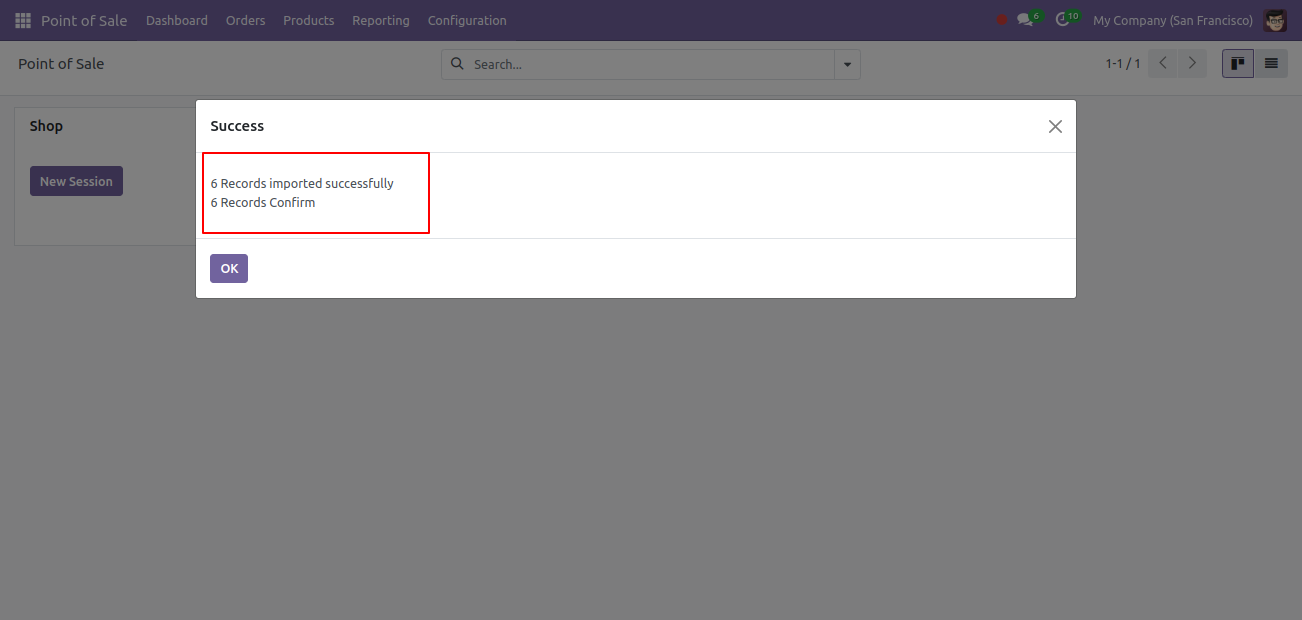 Point of Sale Dashboard Orders Products Reporting Configuration 6 10 My Company (San Francisco)
Point of Sale Search... 1-1 / 1
Shop
New Session
Success
6 Records imported successfully
6 Records Confirm
OK